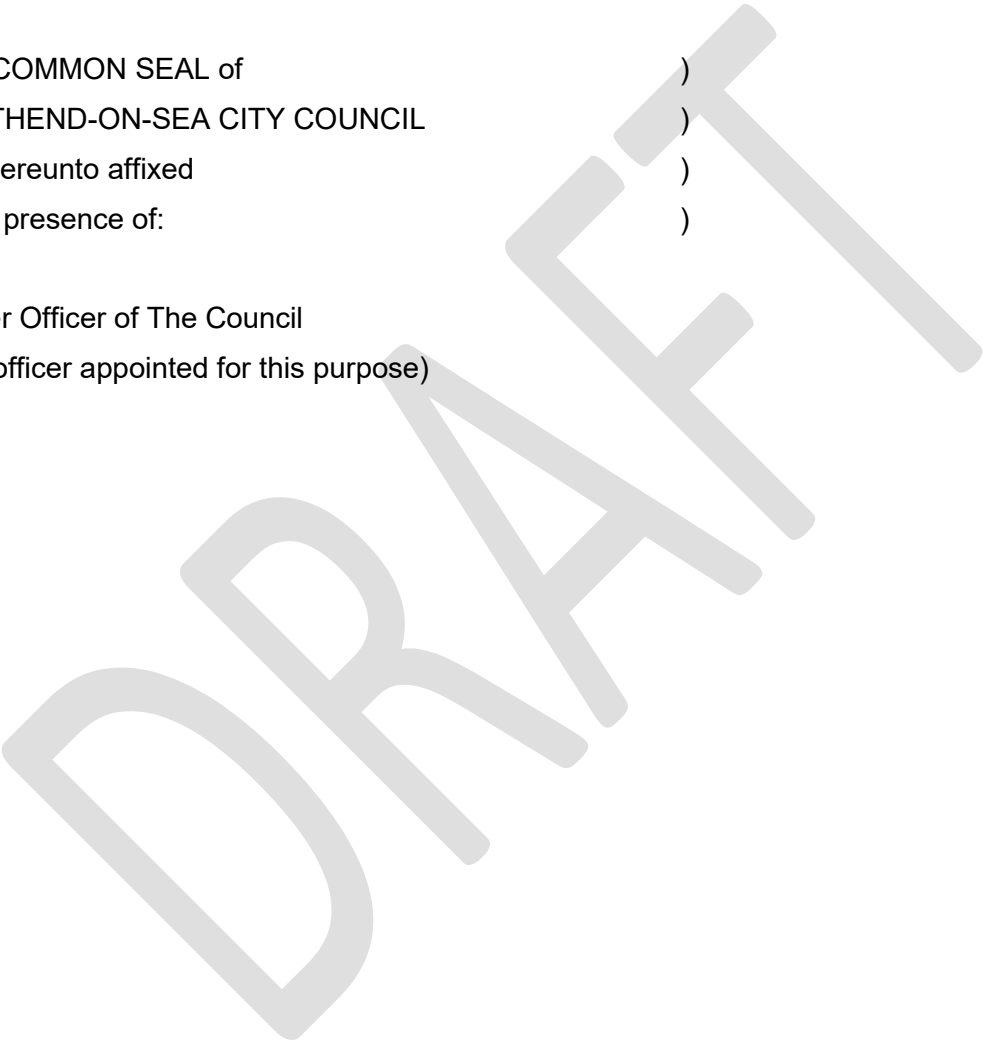 COMMON SEAL of )
THEND-ON-SEA CITY COUNCIL )
ereunto affixed )
presence of: )
r Officer of The Council
officer appointed for this purpose)
DRAFT